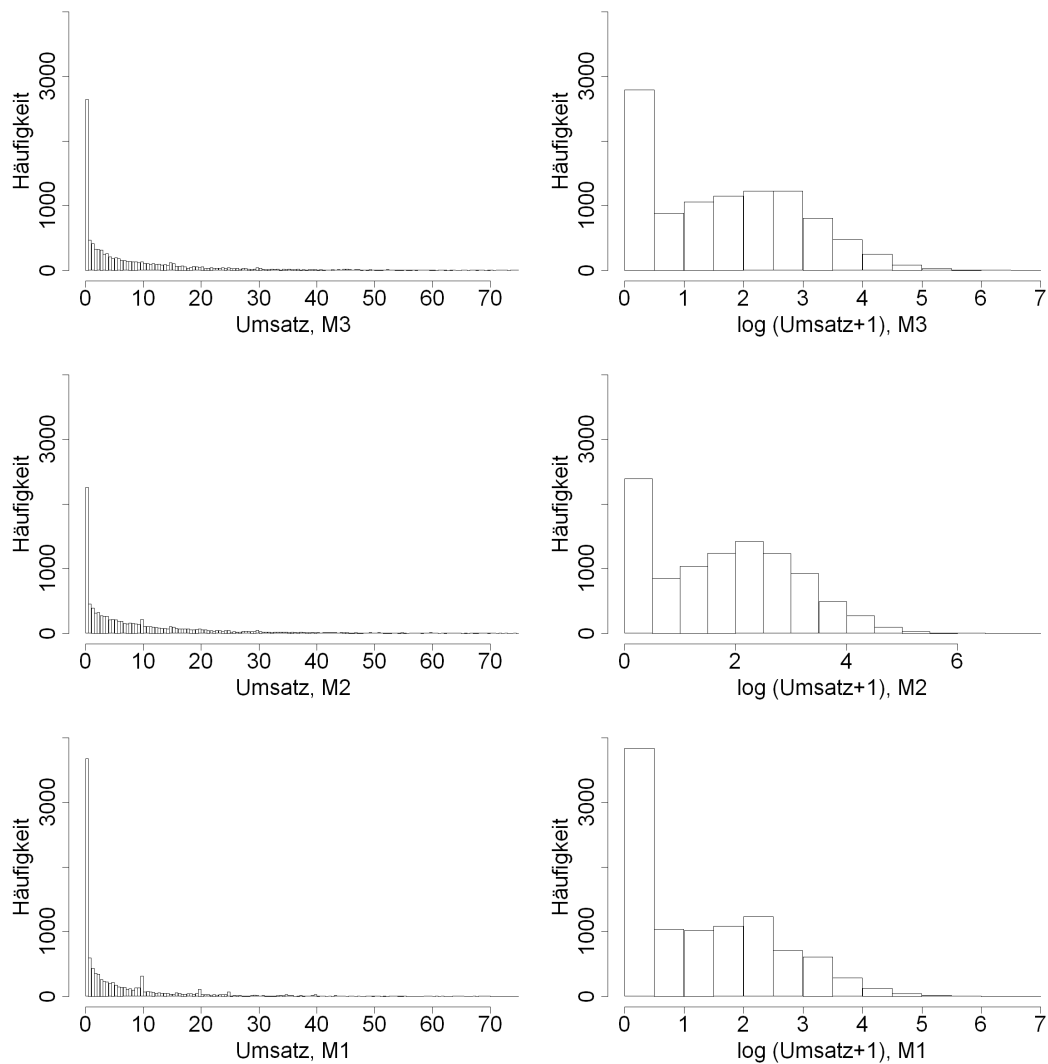 Häufigkeit
0 1000 3000
0 10 20 30 40 50 60 70
Umsatz, M3
Häufigkeit
0 1000 3000
0 1 2 3 4 5 6 7
log (Umsatz+1), M3
Häufigkeit
0 1000 3000
0 10 20 30 40 50 60 70
Umsatz, M2
Häufigkeit
0 1000 3000
0 2 4 6
log (Umsatz+1), M2
Häufigkeit
0 1000 3000
0 10 20 30 40 50 60 70
Umsatz, M1
Häufigkeit
0 1000 3000
0 1 2 3 4 5 6 7
log (Umsatz+1), M1